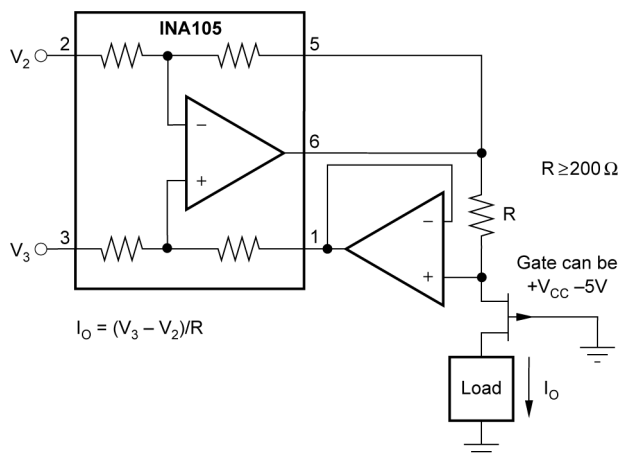 INA105
2
5
V2
6
−
+
R ≥ 200 Ω
R
3
1
V3
−
+
Gate can be
+VCC –5V
IO = (V3 – V2)/R
Load
IO